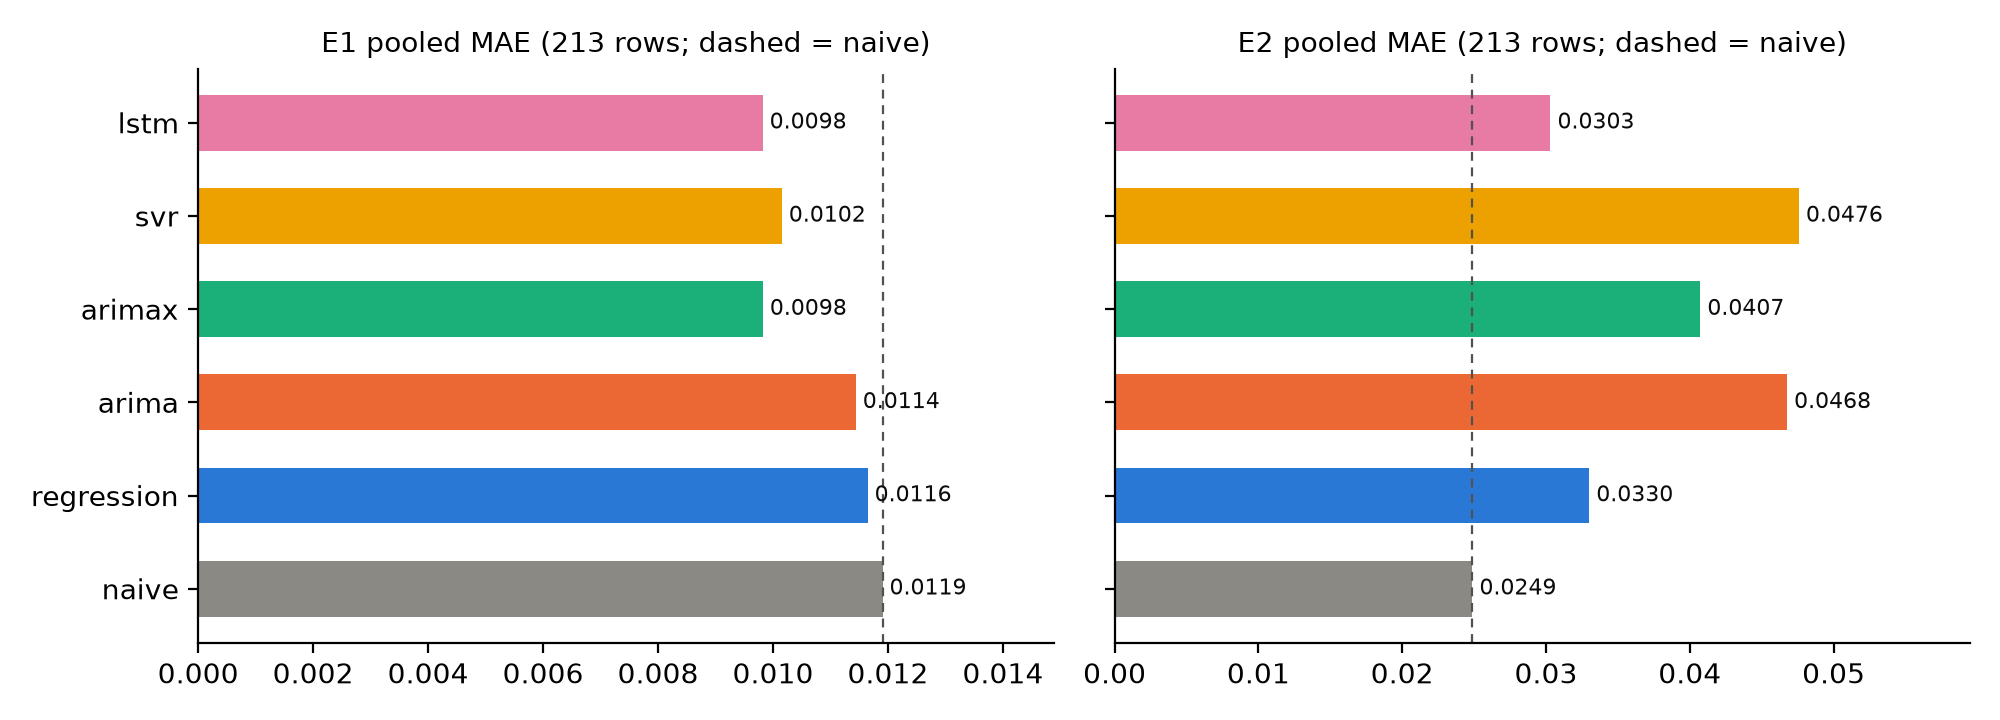 E1 pooled MAE (213 rows; dashed = naive)
lstm
0.0098
svr
0.0102
arimax
0.0098
arima
0.0114
regression
0.0116
naive
0.0119
0.000 0.002 0.004 0.006 0.008 0.010 0.012 0.014
E2 pooled MAE (213 rows; dashed = naive)
0.0303
0.0476
0.0407
0.0468
0.0330
0.0249
0.00 0.01 0.02 0.03 0.04 0.05